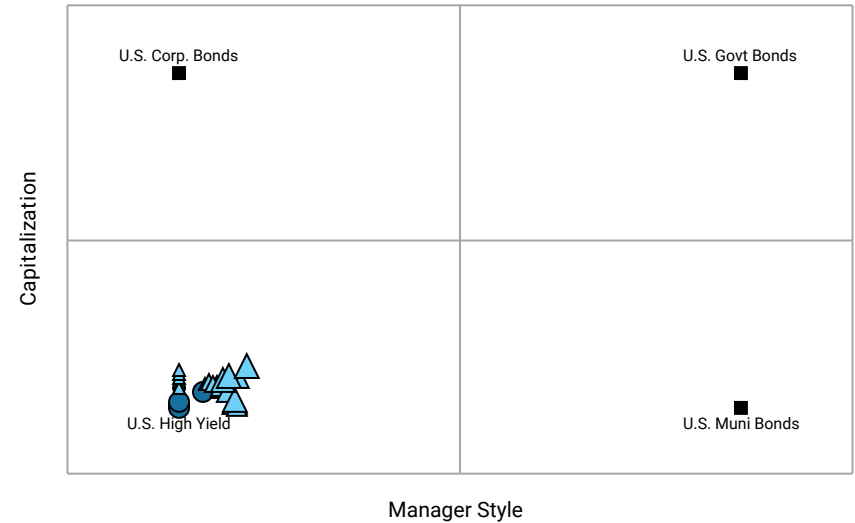 U.S. Corp. Bonds
U.S. Govt Bonds
Capitalization
U.S. High Yield
U.S. Muni Bonds
Manager Style